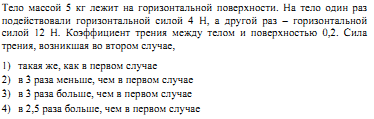 Тело массой 5 кг лежит на горизонтальной поверхности. На тело один раз
подействовали горизонтальной силой 4 Н, а другой раз – горизонтальной
силой 12 Н. Коэффициент трения между телом и поверхностью 0,2. Сила
трения, возникшая во втором случае,
1) такая же, как в первом случае
2) в 3 раза меньше, чем в первом случае
3) в 3 раза больше, чем в первом случае
4) в 2,5 раза больше, чем в первом случае